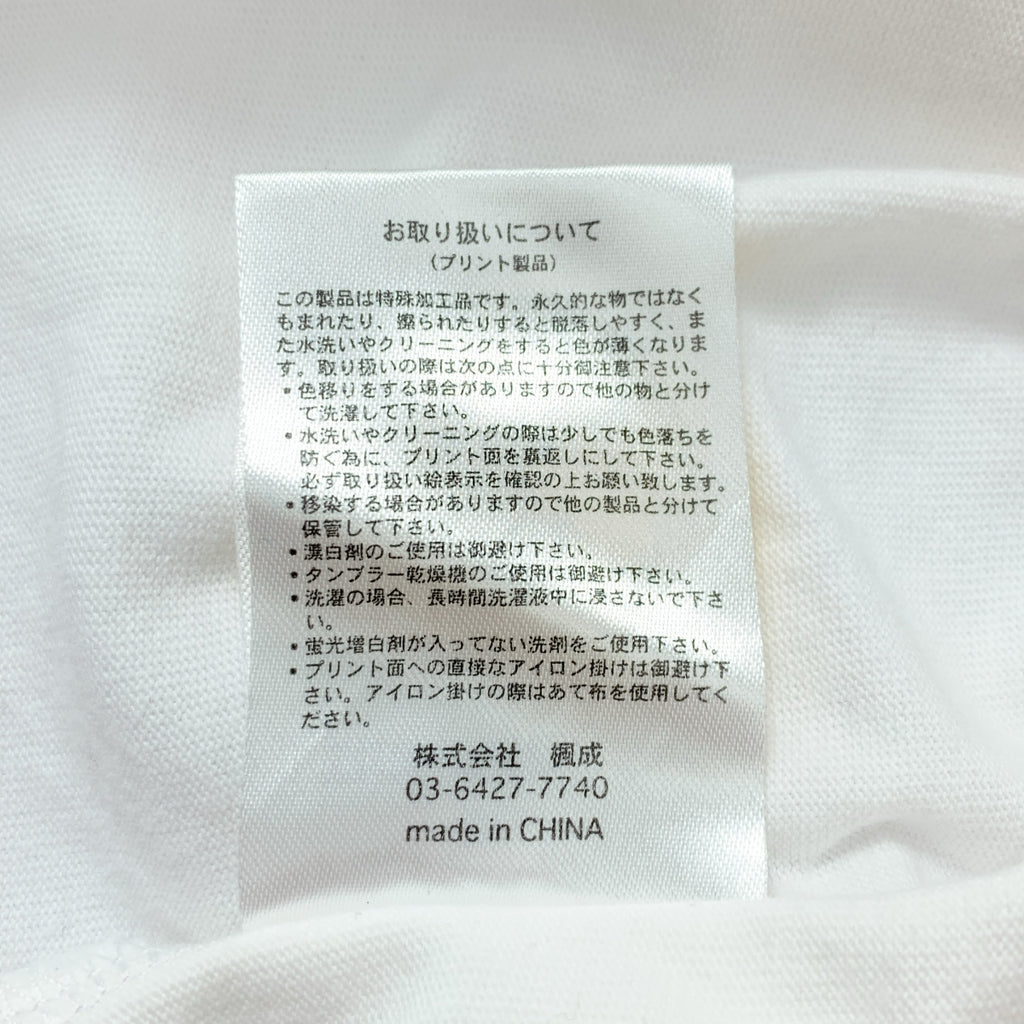 お取り扱いについて
(プリント製品)
この製品は特殊加工品です。永久的な物ではなく
もまれたり、擦られたりすると脱落しやすく、ま
た水洗いやクリーニングをすると色が薄くなりま
す。取り扱いの際は次の点に十分御注意下さい。
・色移りをする場合がありますので他の物と分け
て洗濯して下さい。
・水洗いやクリーニングの際は少しでも色落ちを
防ぐ為に、プリント面を裏返しにして下さい。
必ず取り扱い絵表示を確認の上お願い致します。
・移染する場合がありますので他の製品と分けて
保管して下さい。
・漂白剤のご使用は御避け下さい。
・タンブラー乾燥機のご使用は御避け下さい。
・洗濯の場合、長時間洗濯液中に浸さないで下さ
い。
・蛍光増白剤が入ってない洗剤をご使用下さい。
・プリント面への直接なアイロン掛けは御避け下
さい。アイロン掛けの際はあて布を使用してく
ださい。
株式会社　楓成
03-6427-7740
made in CHINA